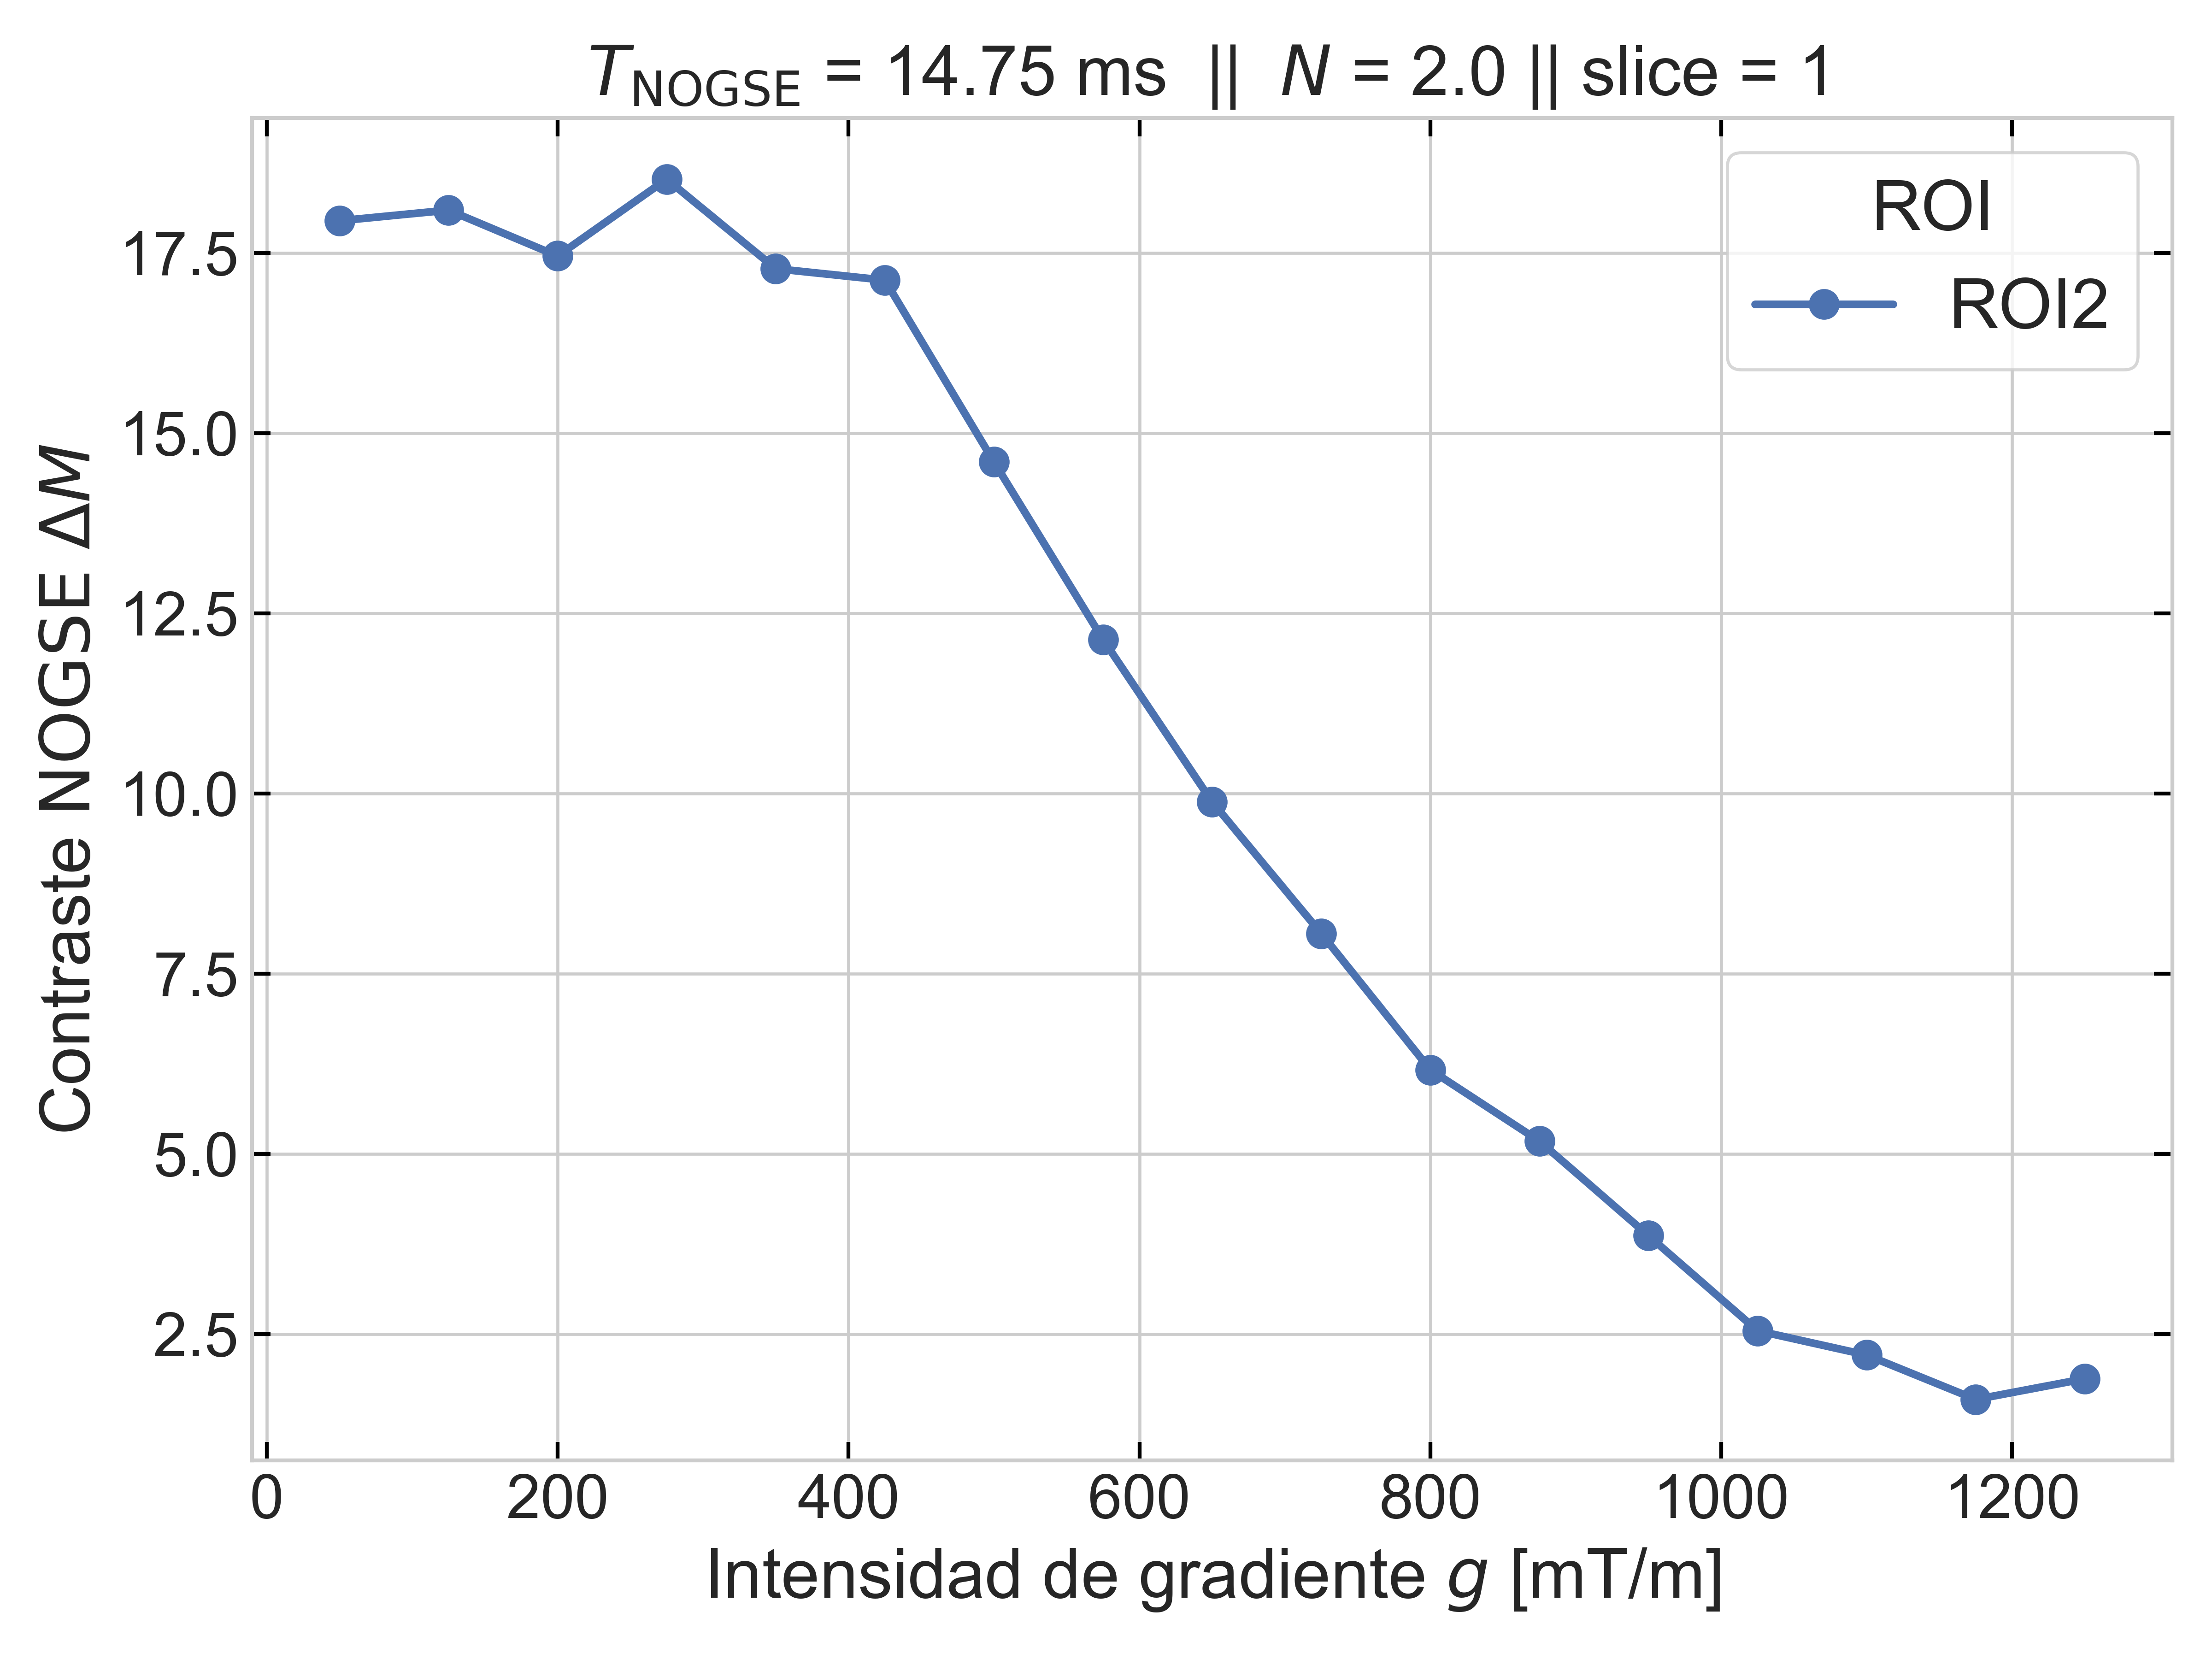 T_NOGSE = 14.75 ms || N = 2.0 || slice = 1
ROI
ROI2
17.5
15.0
12.5
10.0
7.5
5.0
2.5
Contraste NOGSE ΔM
0 200 400 600 800 1000 1200
Intensidad de gradiente g [mT/m]